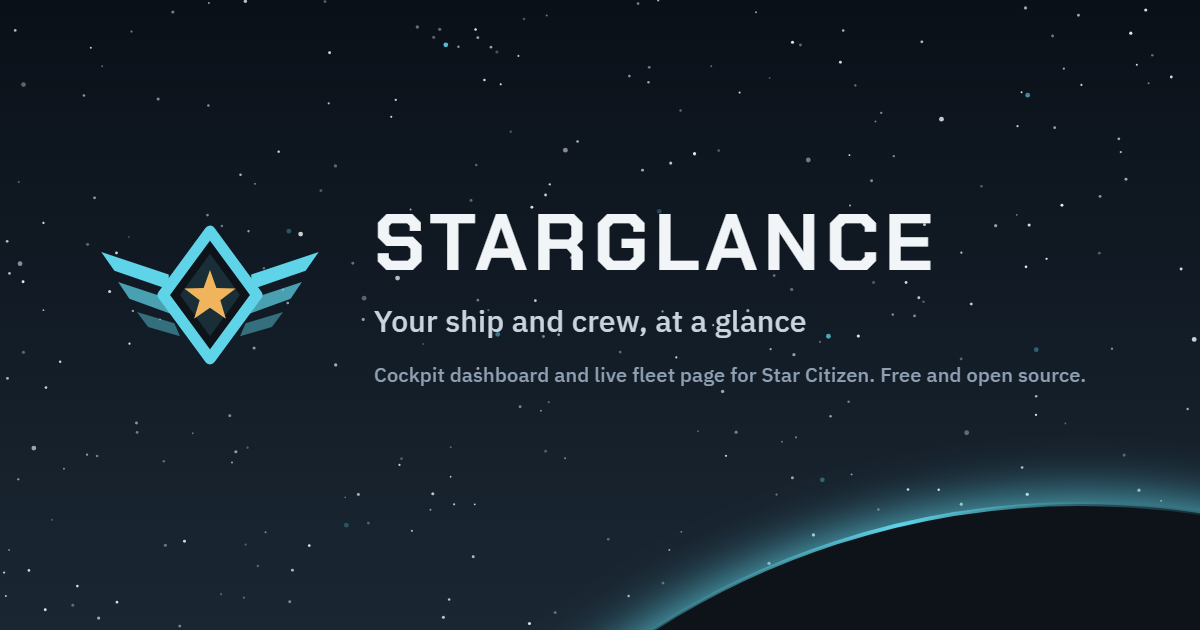 STARGLANCE
Your ship and crew, at a glance
Cockpit dashboard and live fleet page for Star Citizen. Free and open source.